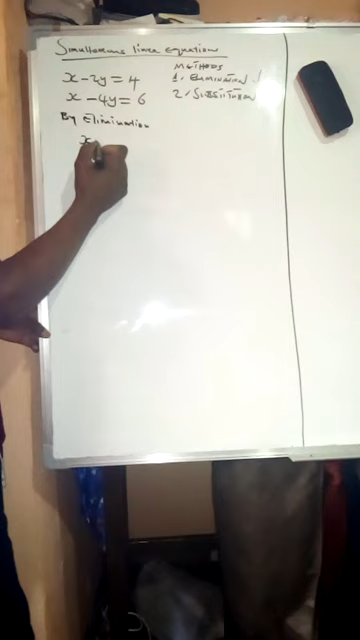 Simultaneous linear equation
METHODS
x - 2y = 4
1. ELIMINATION
x - 4y = 6
2. SUBSTITUTION
By Elimination
x